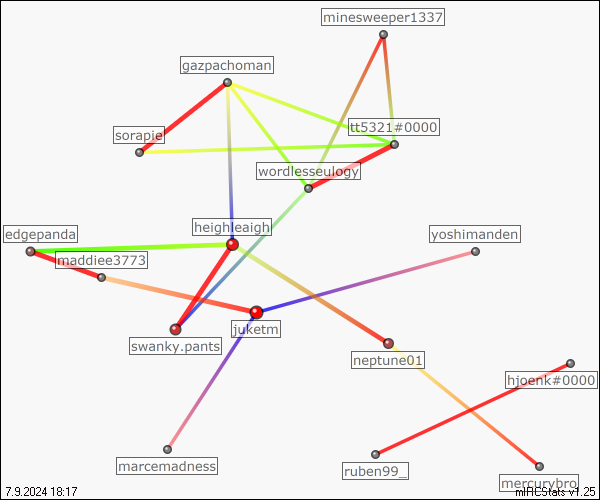 minesweeper1337
gazpachoman
sorapie
tt5321#0000
wordlesseulogy
heighleaigh
edgepanda
yoshimanden
maddiee3773
swanky.pants
juketm
neptune01
hjoenk#0000
marcemadness
ruben99_
mercurybro
7.9.2024 18:17
mIRCStats v1.25